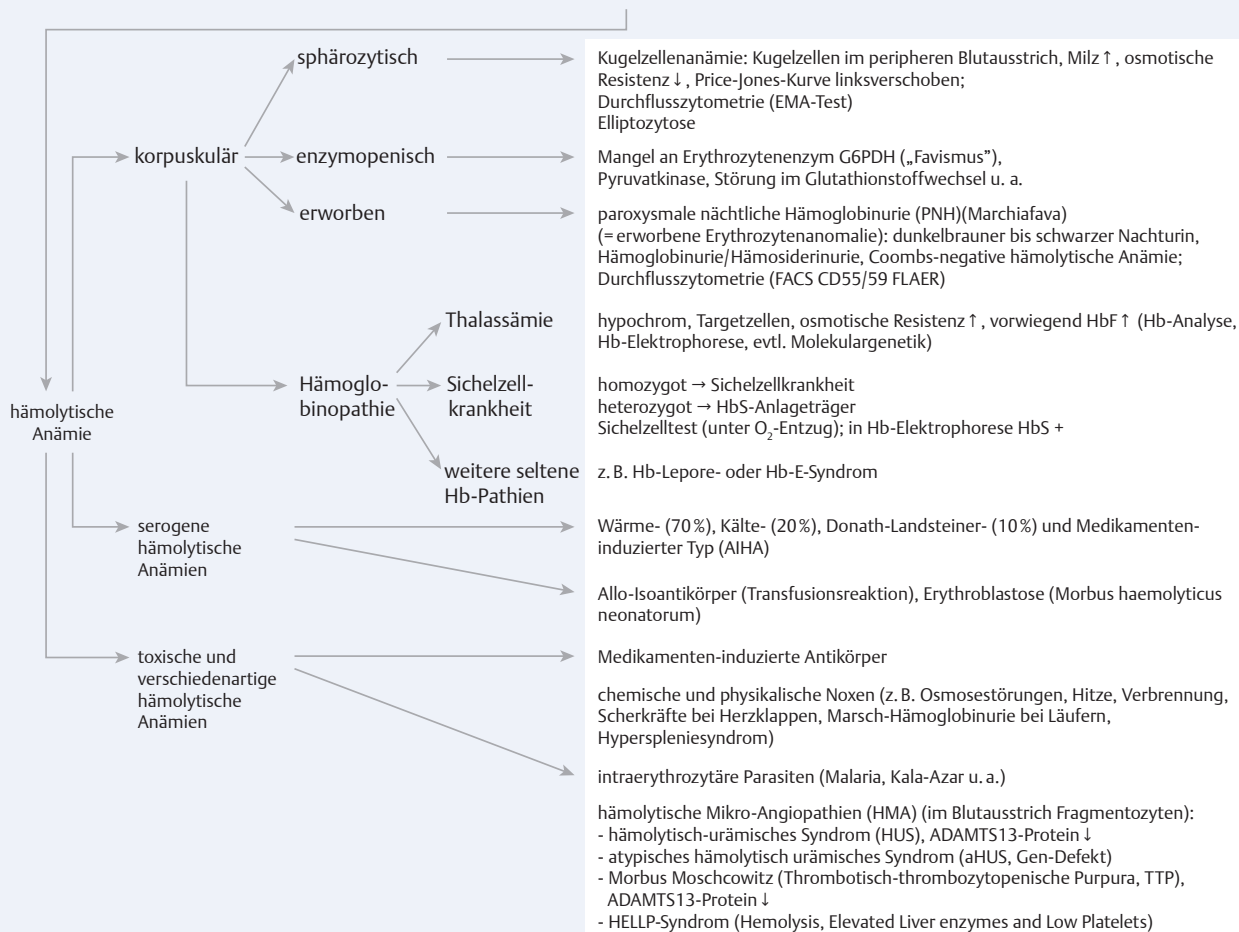 sphärozytisch
Kugelzellenanämie: Kugelzellen im peripheren Blutausstrich, Milz ↑, osmotische
Resistenz ↓, Price-Jones-Kurve linksverschoben;
Durchflusszytometrie (EMA-Test)
Elliptozytose
korpuskulär
enzymopenisch
Mangel an Erythrozytenenzym G6PDH („Favismus”),
Pyruvatkinase, Störung im Glutathionstoffwechsel u. a.
erworben
paroxysmale nächtliche Hämoglobinurie (PNH)(Marchiafava)
(= erworbene Erythrozytenanomalie): dunkelbrauner bis schwarzer Nachturin,
Hämoglobinurie/Hämosiderinurie, Coombs-negative hämolytische Anämie;
Durchflusszytometrie (FACS CD55/59 FLAER)
Thalassämie
hypochrom, Targetzellen, osmotische Resistenz ↑, vorwiegend HbF ↑ (Hb-Analyse,
Hb-Elektrophorese, evtl. Molekulargenetik)
Hämoglo-
binopathie
Sichelzell-
krankheit
homozygot → Sichelzellkrankheit
heterozygot → HbS-Anlageträger
Sichelzelltest (unter O2-Entzug); in Hb-Elektrophorese HbS +
hämolytische
Anämie
weitere seltene
Hb-Pathien
z. B. Hb-Lepore- oder Hb-E-Syndrom
serogene
hämolytische
Anämien
Wärme- (70 %), Kälte- (20 %), Donath-Landsteiner- (10 %) und Medikamenten-
induzierter Typ (AIHA)
Allo-Isoantikörper (Transfusionsreaktion), Erythroblastose (Morbus haemolyticus
neonatorum)
toxische und
verschiedenartige
hämolytische
Anämien
Medikamenten-induzierte Antikörper
chemische und physikalische Noxen (z. B. Osmosestörungen, Hitze, Verbrennung,
Scherkräfte bei Herzklappen, Marsch-Hämoglobinurie bei Läufern,
Hyperspleniesyndrom)
intraerythrozytäre Parasiten (Malaria, Kala-Azar u. a.)
hämolytische Mikro-Angiopathien (HMA) (im Blutausstrich Fragmentozyten):
- hämolytisch-urämisches Syndrom (HUS), ADAMTS13-Protein ↓
- atypisches hämolytisch urämisches Syndrom (aHUS, Gen-Defekt)
- Morbus Moschcowitz (Thrombotisch-thrombozytopenische Purpura, TTP),
ADAMTS13-Protein ↓
- HELLP-Syndrom (Hemolysis, Elevated Liver enzymes and Low Platelets)